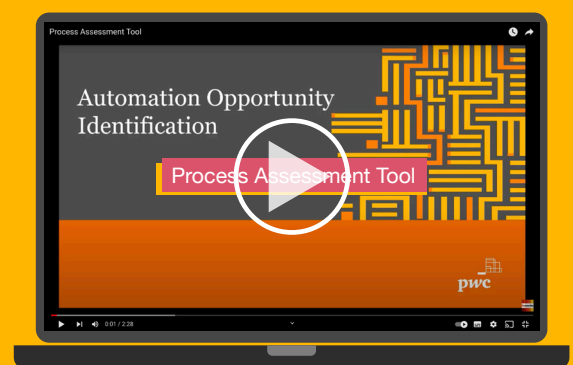 Process Assessment Tool
Automation Opportunity
Identification
Process Assessment Tool
pwc
0:01 / 2:28